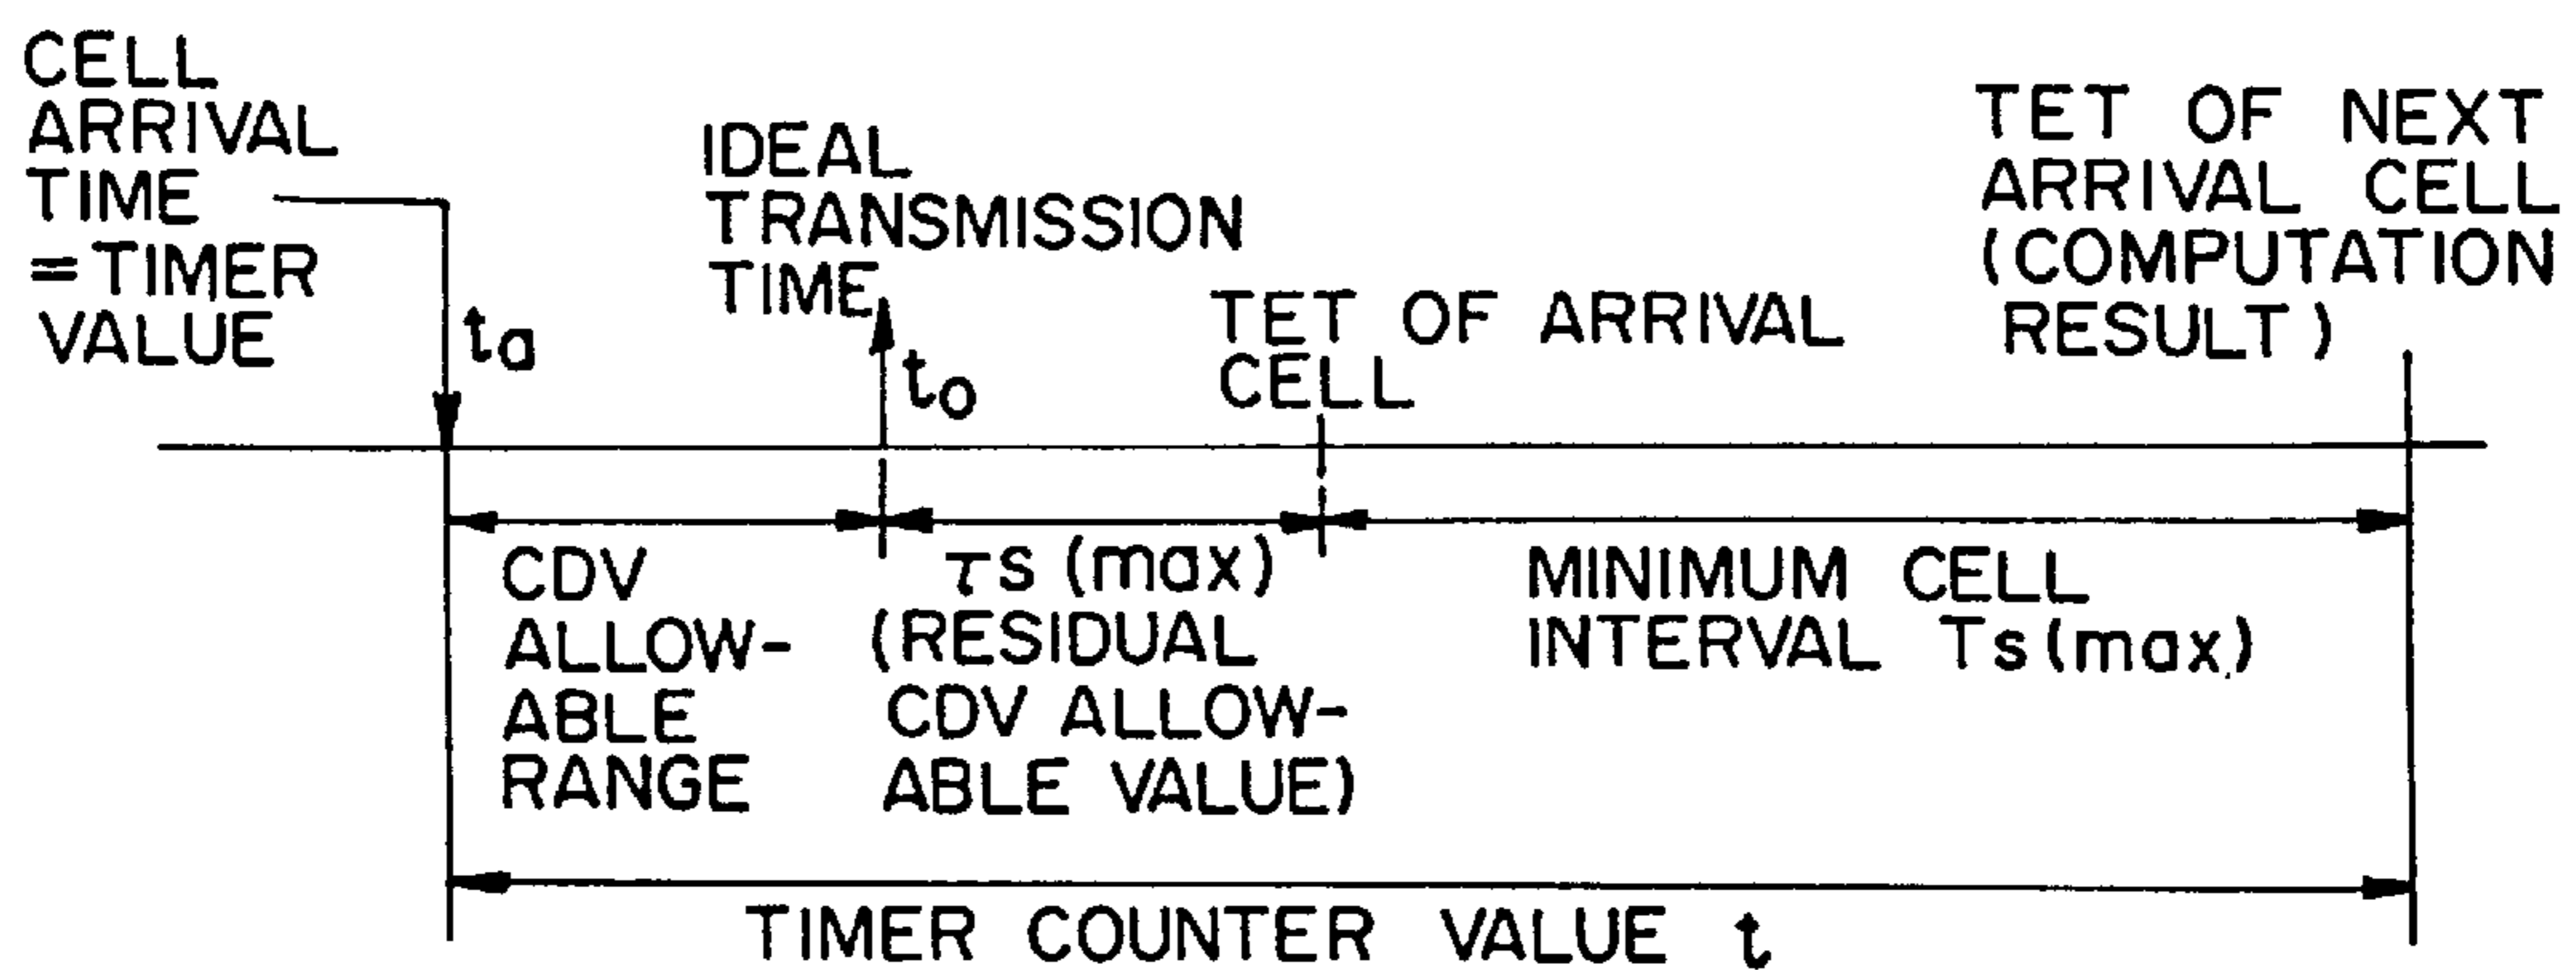 CELL
ARRIVAL
TIME
=TIMER
VALUE
ta
IDEAL
TRANSMISSION
TIME
to
TET OF ARRIVAL
CELL
TET OF NEXT
ARRIVAL CELL
(COMPUTATION
RESULT)
CDV
ALLOW-
ABLE
RANGE
τs (max)
(RESIDUAL
CDV ALLOW-
ABLE VALUE)
MINIMUM CELL
INTERVAL Ts(max)
TIMER COUNTER VALUE t